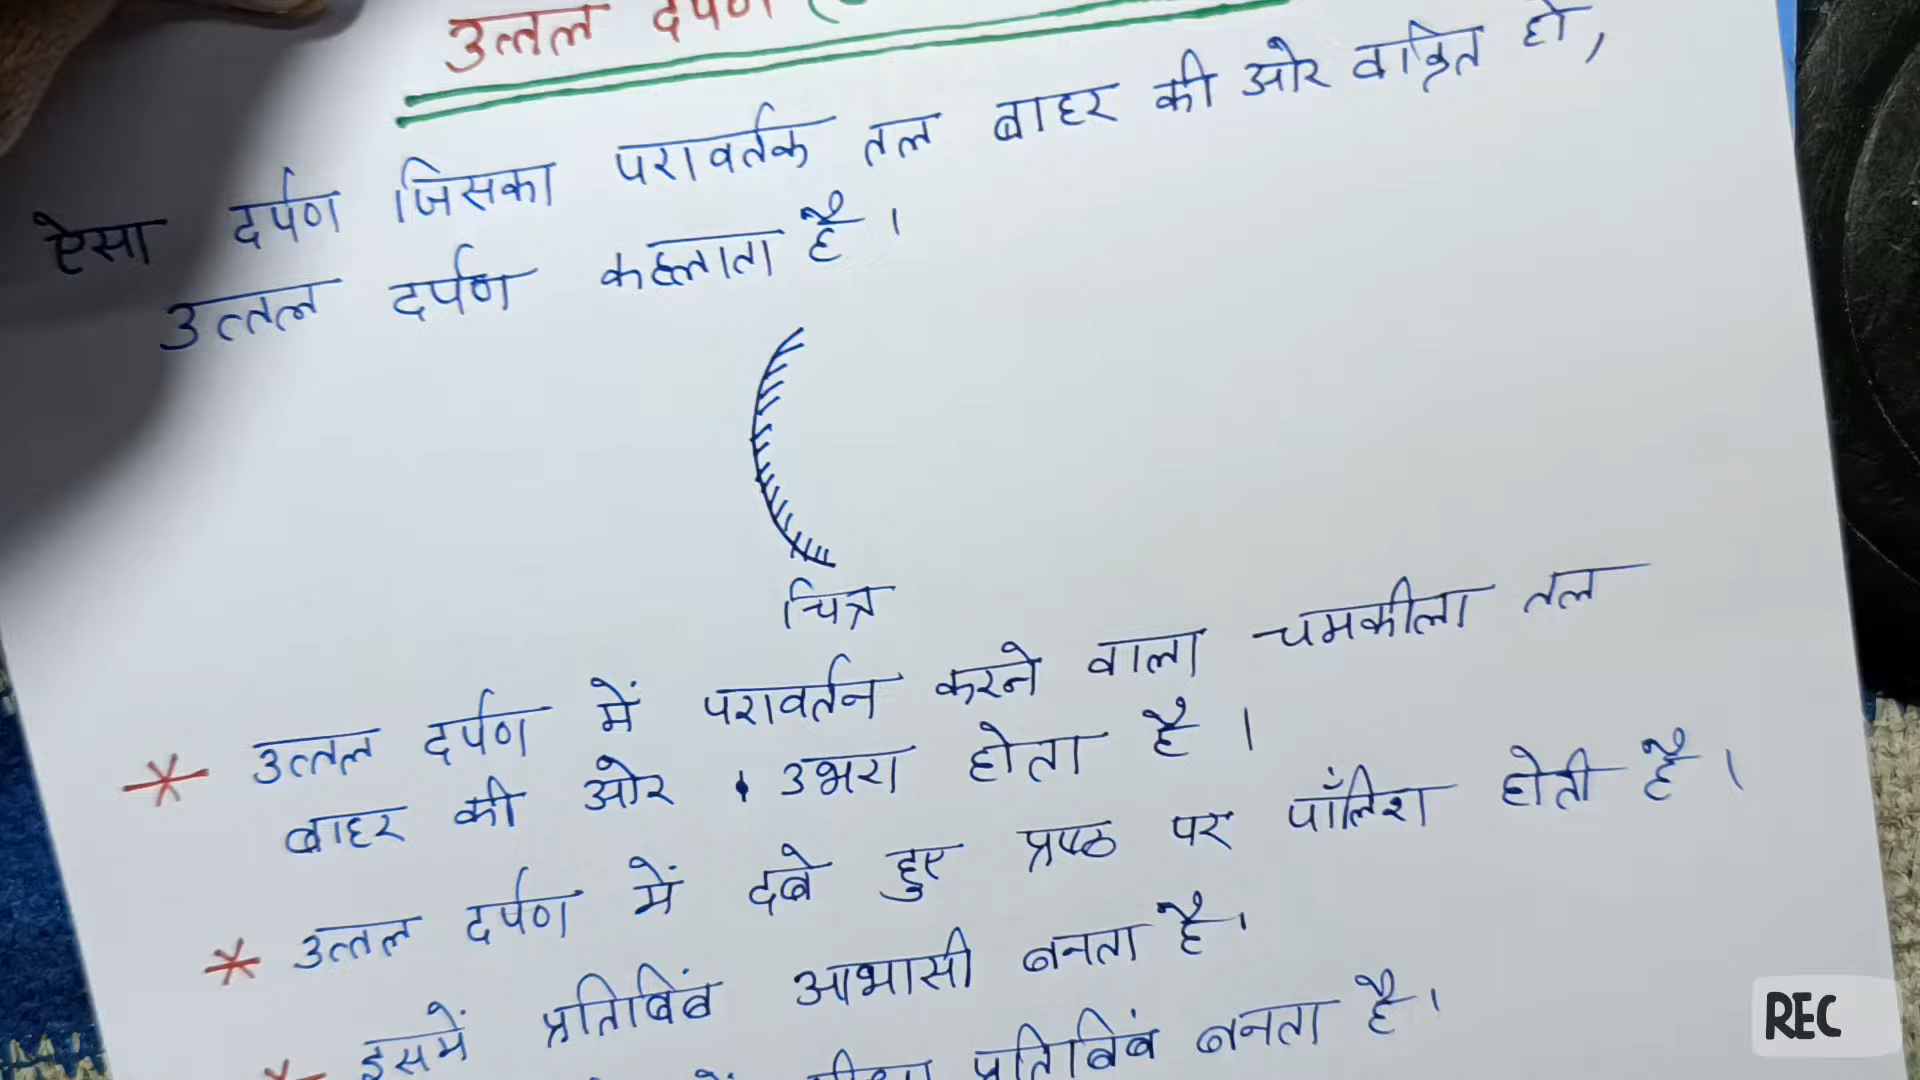 उत्तल दर्पण (
ऐसा दर्पण जिसका परावर्तक तल बाहर की ओर वक्रित हो,
उत्तल दर्पण कहलाता है।
चित्र
* उत्तल दर्पण में परावर्तन करने वाला चमकीला तल
बाहर की ओर उभरा होता है।
* उत्तल दर्पण में दबे हुए प्रष्ठ पर पॉलिश होती है।
* इसमें प्रतिबिंब आभासी बनता है।
प्रतिबिंब बनता है।
REC